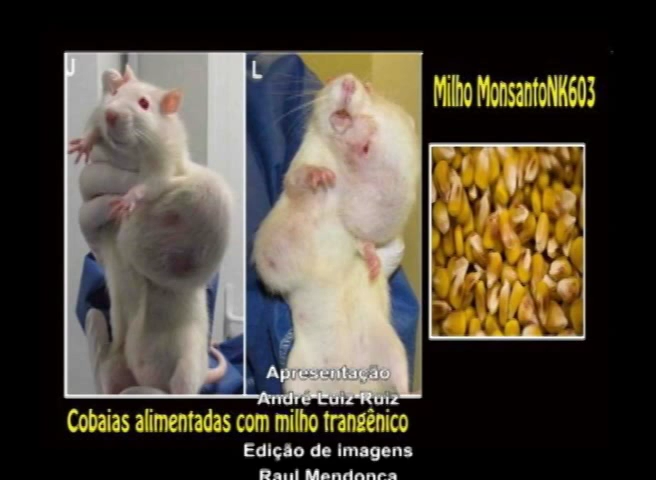 J
L
Milho MonsantoNK603
Apresentação
André Luiz Ruiz
Cobaias alimentadas com milho trangênico
Edição de imagens
Raul Mendonça